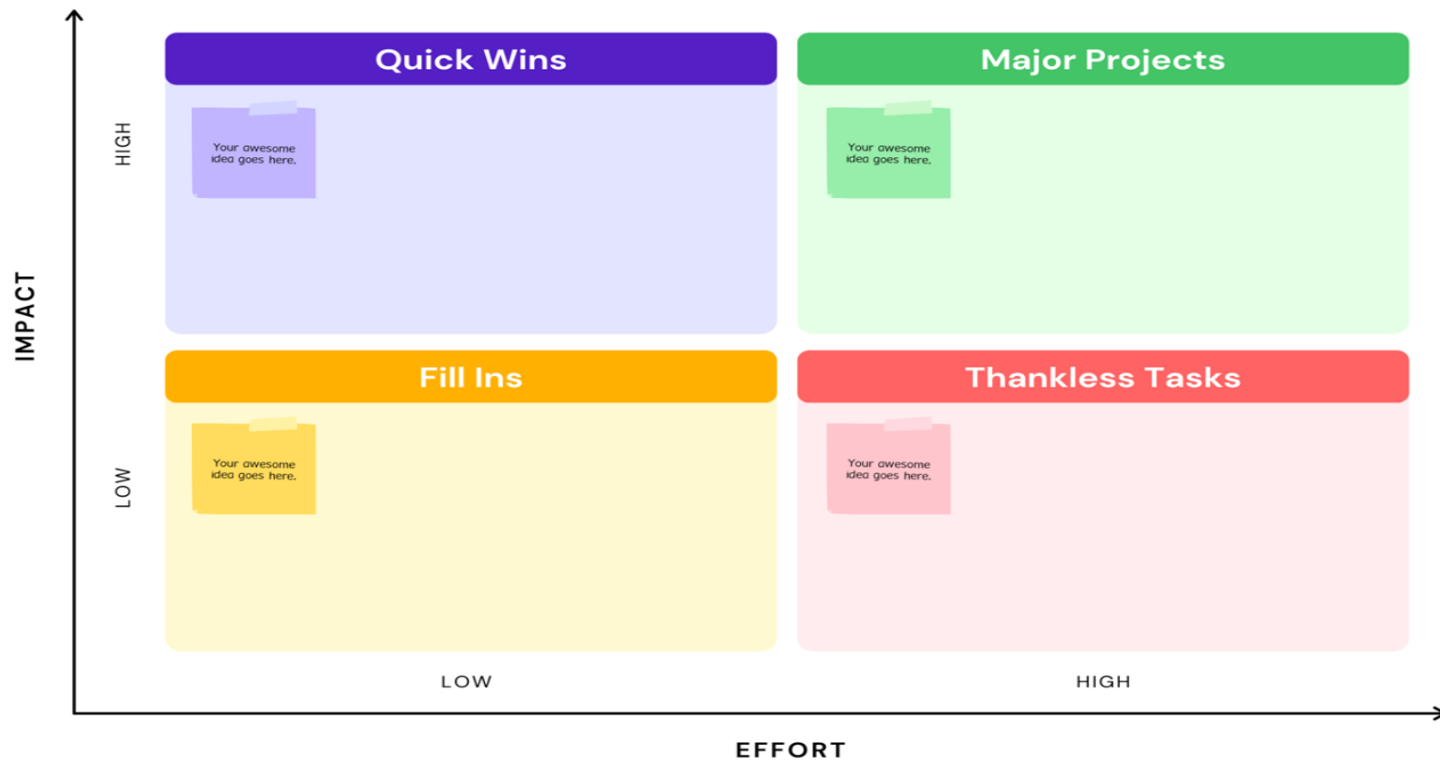 Quick Wins
Major Projects
HIGH
Your awesome
idea goes here.
Your awesome
idea goes here.
IMPACT
Fill Ins
Thankless Tasks
LOW
Your awesome
idea goes here.
Your awesome
idea goes here.
LOW
HIGH
EFFORT